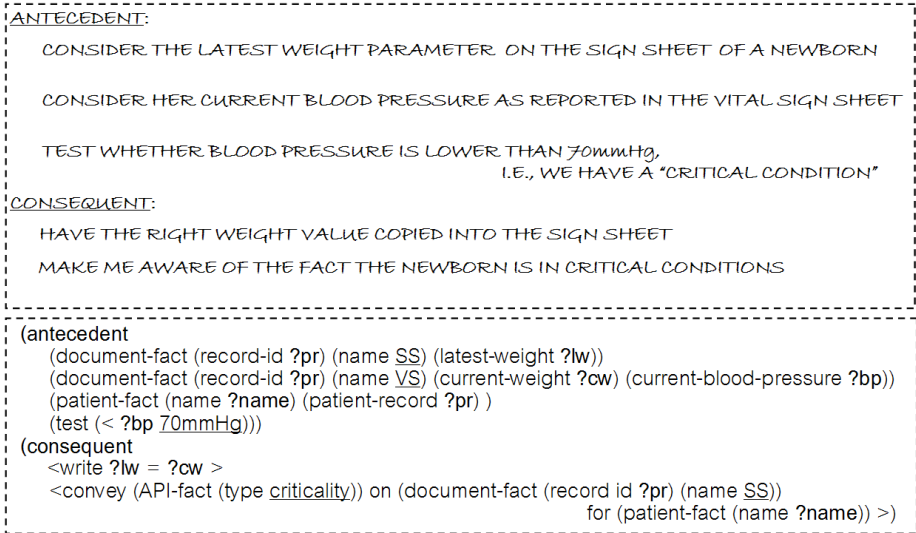 ANTECEDENT:
CONSIDER THE LATEST WEIGHT PARAMETER ON THE SIGN SHEET OF A NEWBORN
CONSIDER HER CURRENT BLOOD PRESSURE AS REPORTED IN THE VITAL SIGN SHEET
TEST WHETHER BLOOD PRESSURE IS LOWER THAN 70mmHg,
I.E., WE HAVE A "CRITICAL CONDITION"
CONSEQUENT:
HAVE THE RIGHT WEIGHT VALUE COPIED INTO THE SIGN SHEET
MAKE ME AWARE OF THE FACT THE NEWBORN IS IN CRITICAL CONDITIONS
(antecedent
(document-fact (record-id ?pr) (name SS) (latest-weight ?lw))
(document-fact (record-id ?pr) (name VS) (current-weight ?cw) (current-blood-pressure ?bp))
(patient-fact (name ?name) (patient-record ?pr) )
(test (< ?bp 70mmHg)))
(consequent
<write ?lw = ?cw >
<convey (API-fact (type criticality)) on (document-fact (record id ?pr) (name SS))
for (patient-fact (name ?name)) >)